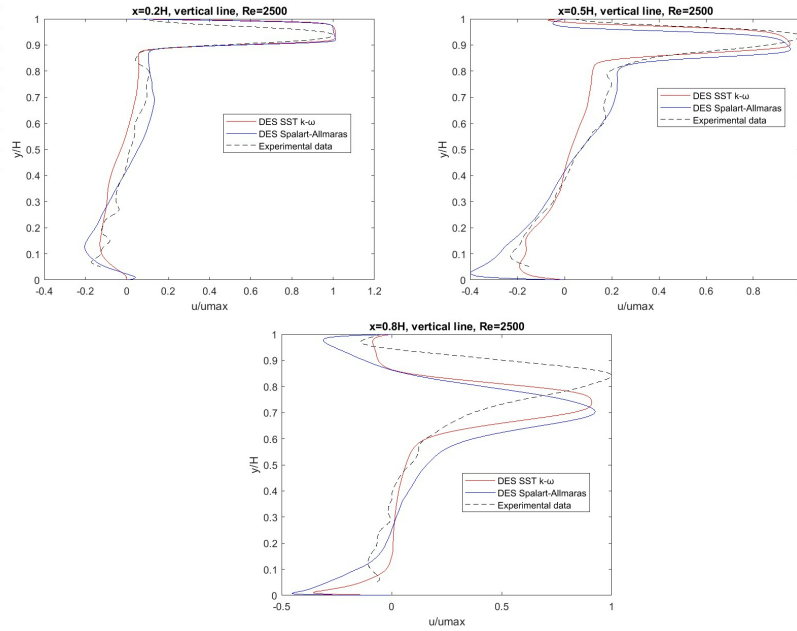 x=0.2H, vertical line, Re=2500
1
0.9
0.8
0.7
0.6
0.5
0.4
0.3
0.2
0.1
0
y/H
DES SST k-ω
DES Spalart-Allmaras
Experimental data
-0.4 -0.2 0 0.2 0.4 0.6 0.8 1 1.2
u/umax
x=0.5H, vertical line, Re=2500
1
0.9
0.8
0.7
0.6
0.5
0.4
0.3
0.2
0.1
0
y/H
DES SST k-ω
DES Spalart-Allmaras
Experimental data
-0.4 -0.2 0 0.2 0.4 0.6 0.8
u/umax
x=0.8H, vertical line, Re=2500
1
0.9
0.8
0.7
0.6
0.5
0.4
0.3
0.2
0.1
0
y/H
DES SST k-ω
DES Spalart-Allmaras
Experimental data
-0.5 0 0.5 1
u/umax